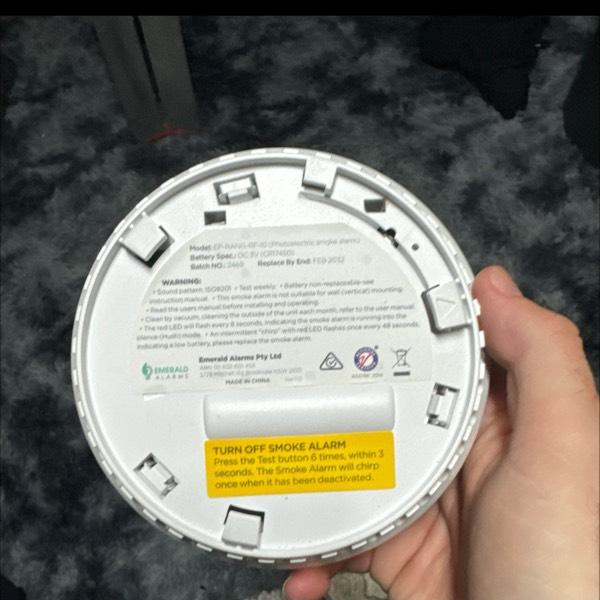 Model: EP-RANG-RF-10 (Photoelectric smoke alarm)
Battery Spec.: DC 3V (CR17450)
Batch NO.: 2469 Replace By End: FEB 2032
WARNING:
• Sound pattern: ISO8201 • Test weekly • Battery non-replaceable-see
instruction manual. • This smoke alarm is not suitable for wall (vertical) mounting.
• Read the users manual before installing and operating.
• Clean by vacuum, cleaning the outside of the unit each month, refer to the user manual.
• The red LED will flash every 8 seconds, indicating the smoke alarm is running into the
silence (Hush) mode. • An intermittent "chirp" with red LED flashes once every 48 seconds,
indicating a low battery, please replace the smoke alarm.
EMERALD
ALARMS
Emerald Alarms Pty Ltd
NSW
MADE IN CHINA
TURN OFF SMOKE ALARM
Press the Test button 6 times, within 3
seconds. The Smoke Alarm will chirp
once when it has been deactivated.